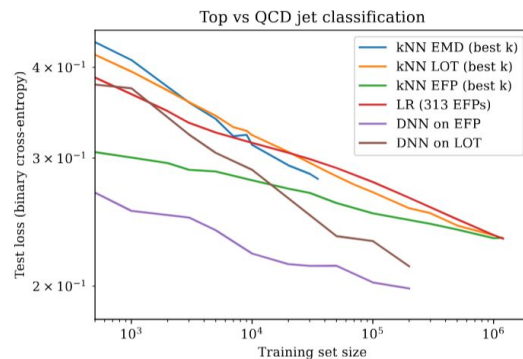 Top vs QCD jet classification
kNN EMD (best k)
kNN LOT (best k)
kNN EFP (best k)
LR (313 EFPs)
DNN on EFP
DNN on LOT
4 × 10⁻¹
3 × 10⁻¹
2 × 10⁻¹
Test loss (binary cross-entropy)
10³
10⁴
10⁵
10⁶
Training set size